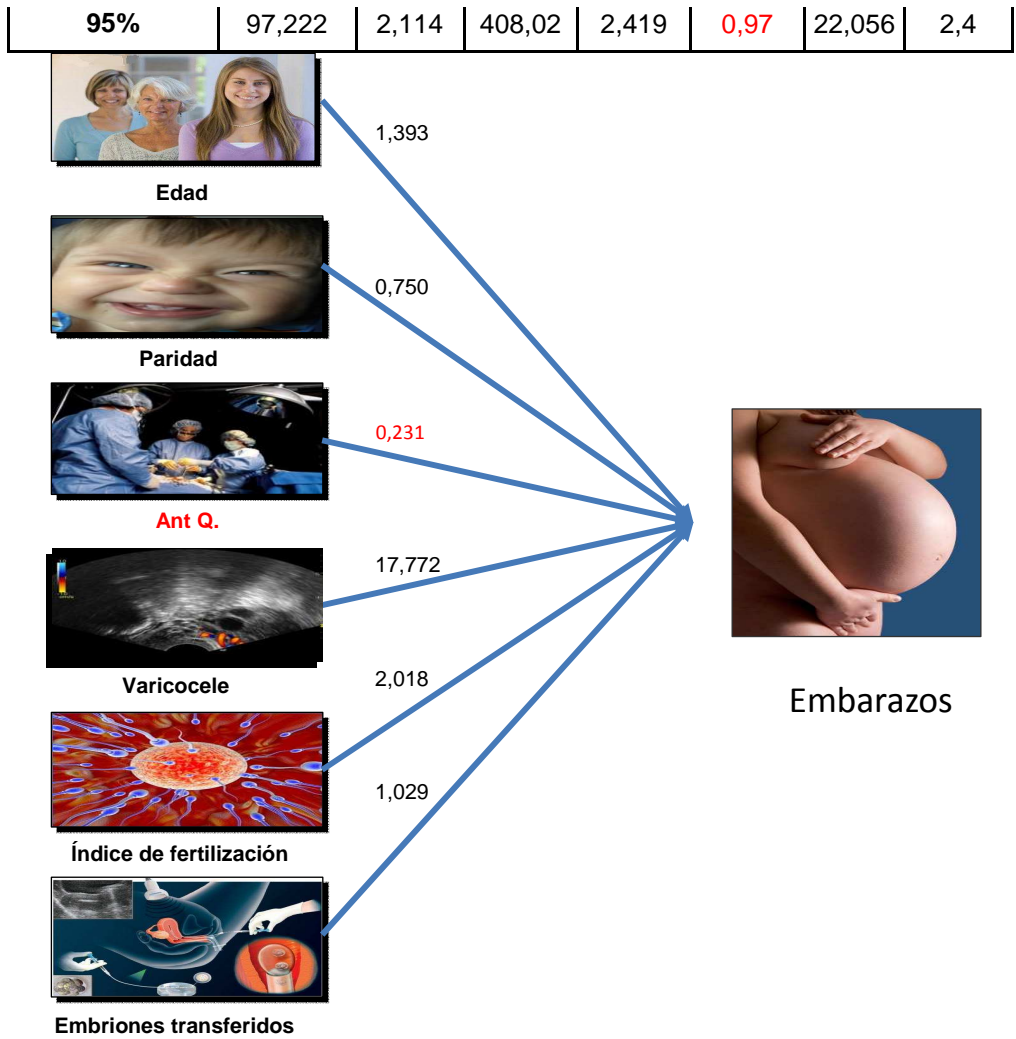 95% 97,222 2,114 408,02 2,419 0,97 22,056 2,4
1,393
Edad
0,750
Paridad
0,231
Ant Q.
17,772
Varicocele
2,018
Embarazos
1,029
Índice de fertilización
Embriones transferidos